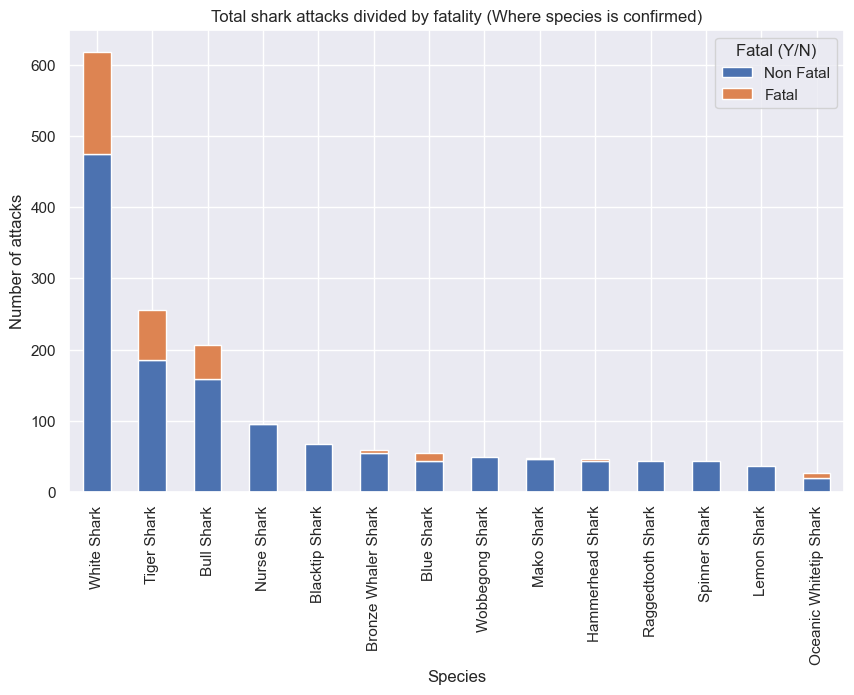 Total shark attacks divided by fatality (Where species is confirmed)
Fatal (Y/N)
Non Fatal
Fatal
Number of attacks
600
500
400
300
200
100
0
White Shark
Tiger Shark
Bull Shark
Nurse Shark
Blacktip Shark
Bronze Whaler Shark
Blue Shark
Wobbegong Shark
Mako Shark
Hammerhead Shark
Raggedtooth Shark
Spinner Shark
Lemon Shark
Oceanic Whitetip Shark
Species